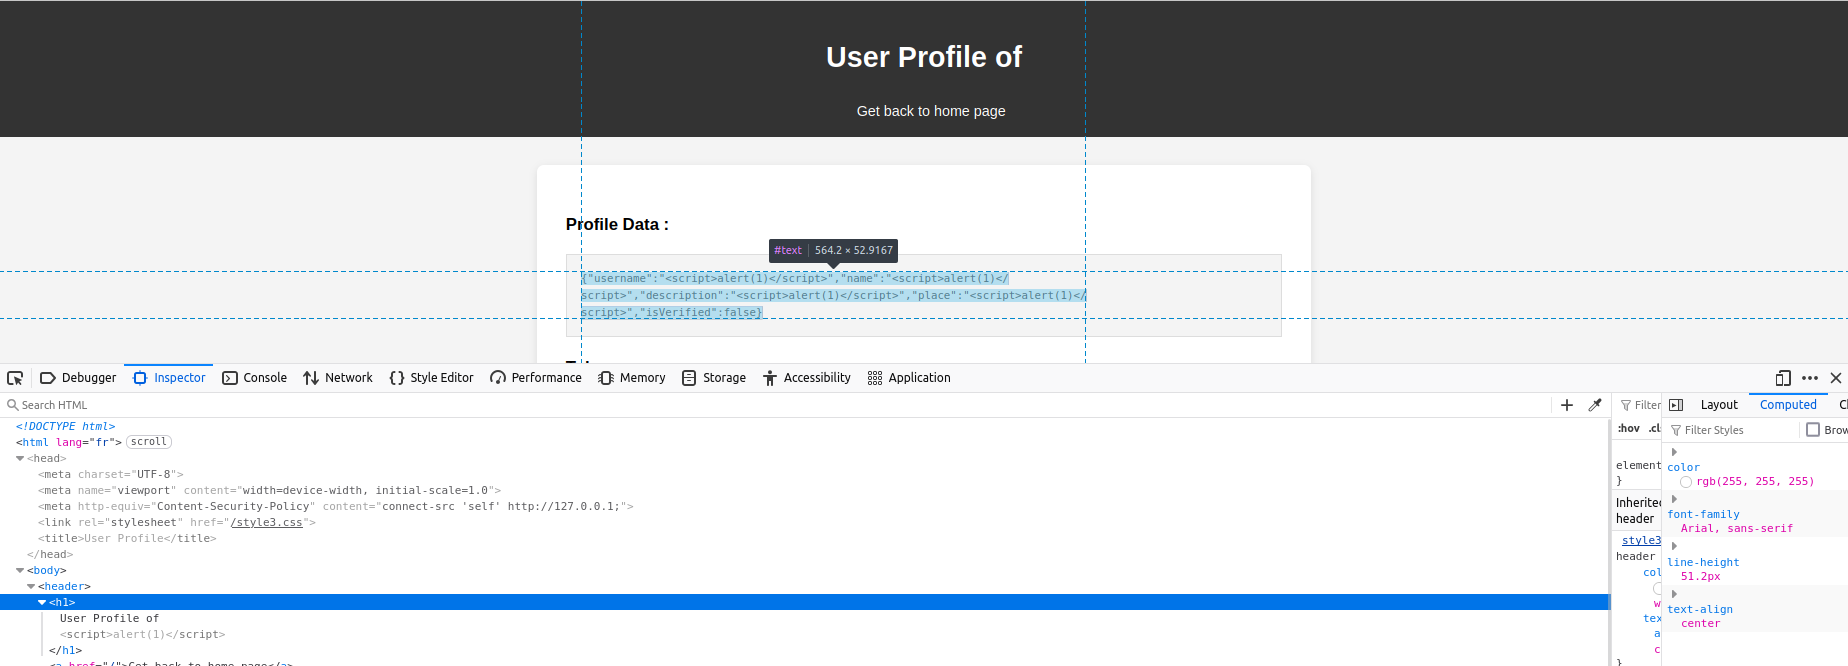 User Profile of
Get back to home page
Profile Data :
#text 564.2 × 52.9167
{"username":"<script>alert(1)</script>","name":"<script>alert(1)</
script>","description":"<script>alert(1)</script>","place":"<script>alert(1)</
script>","isVerified":false}
Debugger Inspector Console Network Style Editor Performance Memory Storage Accessibility Application
Search HTML
<!DOCTYPE html>
<html lang="fr"> scroll
<head>
<meta charset="UTF-8">
<meta name="viewport" content="width=device-width, initial-scale=1.0">
<meta http-equiv="Content-Security-Policy" content="connect-src 'self' http://127.0.0.1;">
<link rel="stylesheet" href="/style3.css">
<title>User Profile</title>
</head>
<body>
<header>
<h1>
User Profile of
<script>alert(1)</script>
</h1>
<a href="/">Get back to home page</a>
Filter
:hov .cl
element
}
Inherited
header
style3
header
col
w
tex
a
c
}
Layout Computed
Filter Styles Brow
color
rgb(255, 255, 255)
font-family
Arial, sans-serif
line-height
51.2px
text-align
center